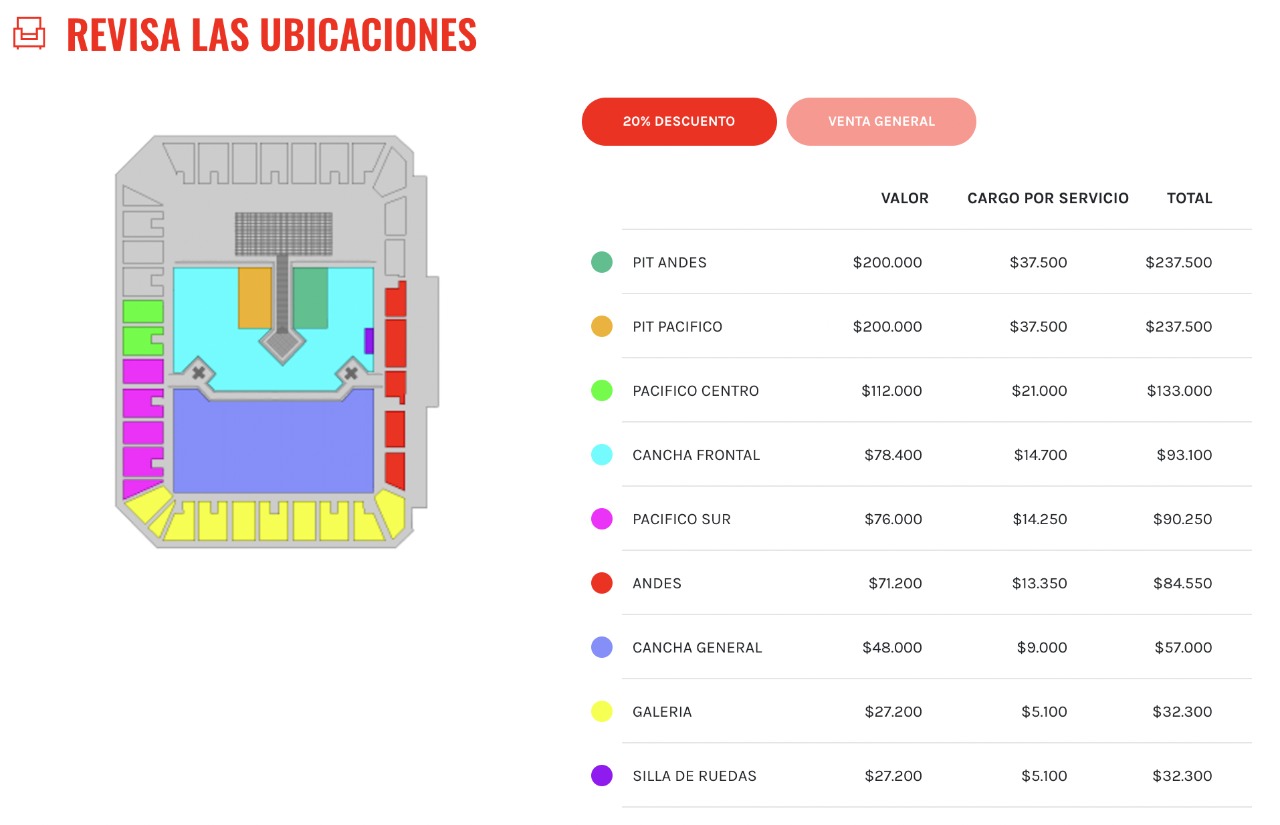 REVISA LAS UBICACIONES
20% DESCUENTO VENTA GENERAL
VALOR CARGO POR SERVICIO TOTAL
PIT ANDES $200.000 $37.500 $237.500
PIT PACIFICO $200.000 $37.500 $237.500
PACIFICO CENTRO $112.000 $21.000 $133.000
CANCHA FRONTAL $78.400 $14.700 $93.100
PACIFICO SUR $76.000 $14.250 $90.250
ANDES $71.200 $13.350 $84.550
CANCHA GENERAL $48.000 $9.000 $57.000
GALERIA $27.200 $5.100 $32.300
SILLA DE RUEDAS $27.200 $5.100 $32.300